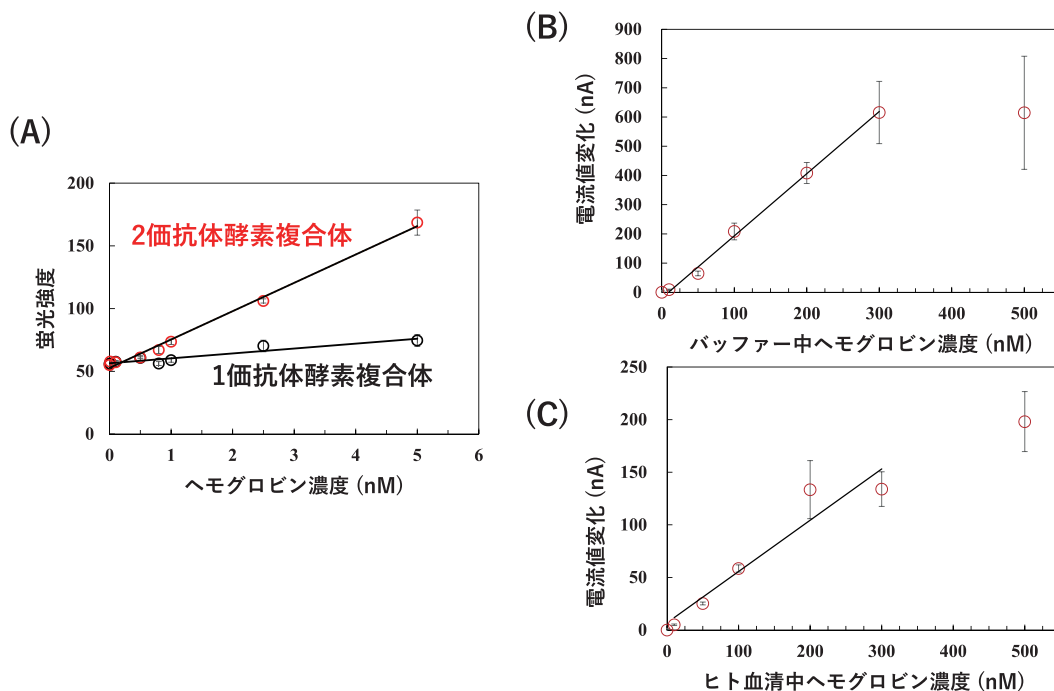 (A)
200
150
100
50
0
蛍光強度
2価抗体酵素複合体
1価抗体酵素複合体
0 1 2 3 4 5 6
ヘモグロビン濃度 (nM)
(B)
900
800
700
600
500
400
300
200
100
0
電流値変化 (nA)
0 100 200 300 400 500
バッファー中ヘモグロビン濃度 (nM)
(C)
250
200
150
100
50
0
電流値変化 (nA)
0 100 200 300 400 500
ヒト血清中ヘモグロビン濃度 (nM)